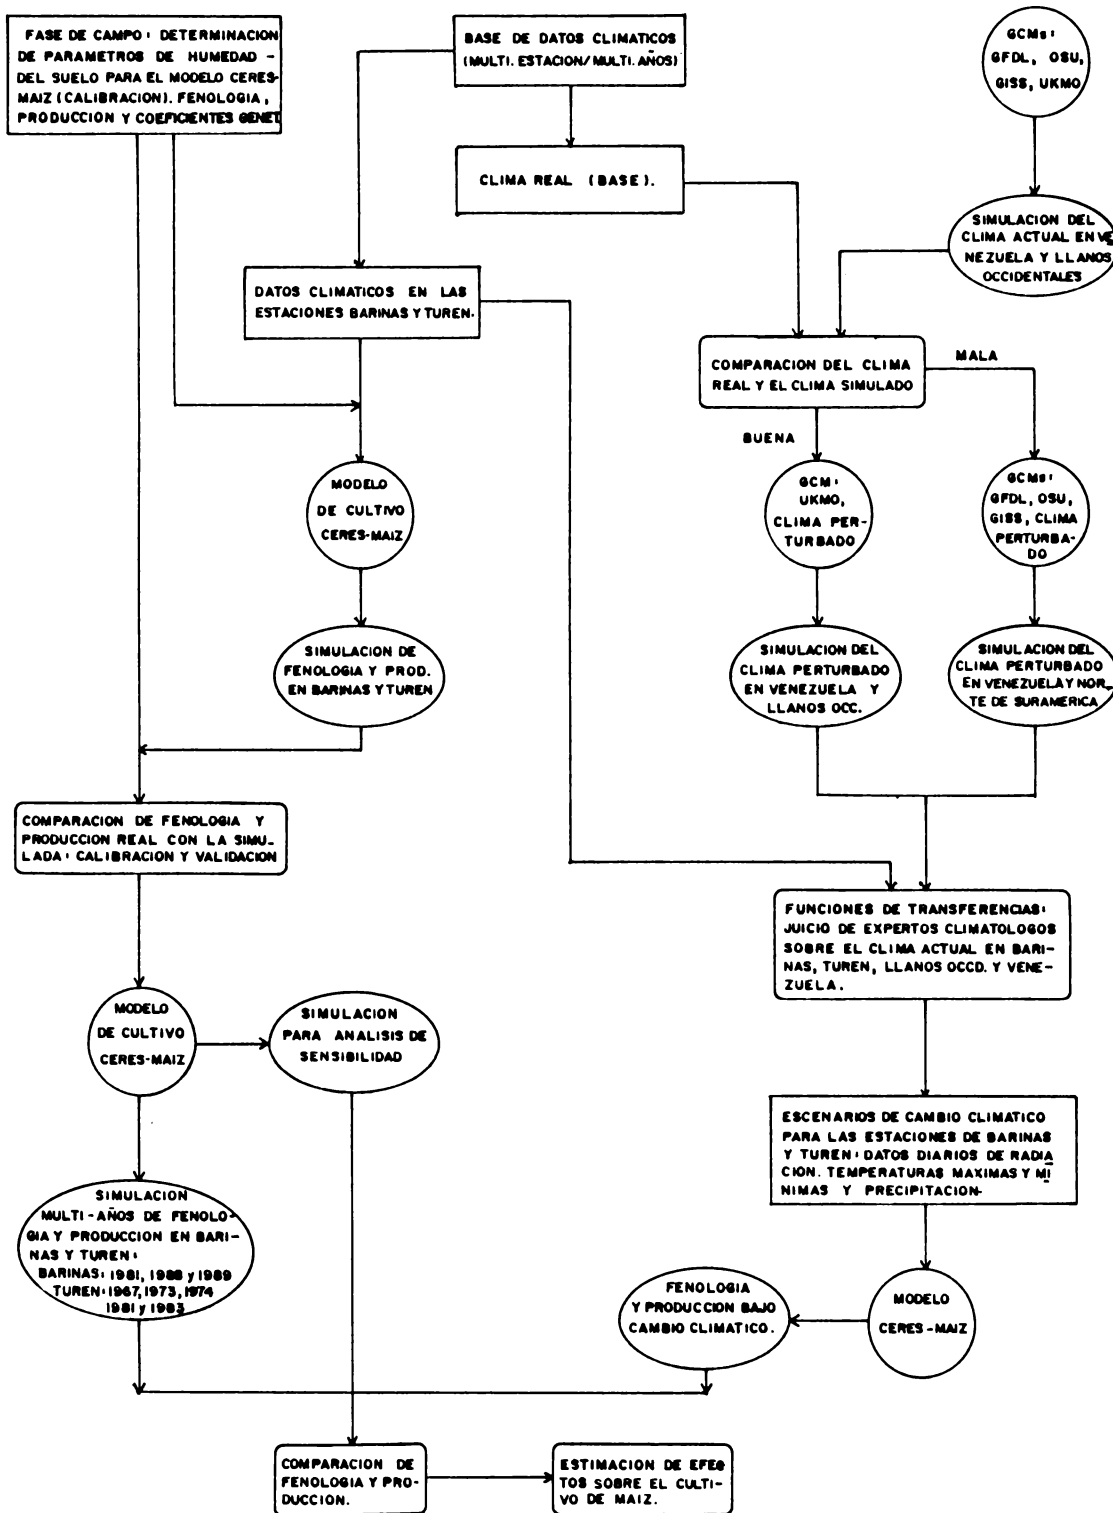 FASE DE CAMPO: DETERMINACION
DE PARAMETROS DE HUMEDAD -
DEL SUELO PARA EL MODELO CERES-
MAIZ (CALIBRACION). FENOLOGIA,
PRODUCCION Y COEFICIENTES GENET
BASE DE DATOS CLIMATICOS
(MULTI. ESTACION/MULTI. AÑOS)
GCMs:
GFDL, OSU,
GISS, UKMO
CLIMA REAL (BASE).
SIMULACION DEL
CLIMA ACTUAL EN VE
NEZUELA Y LLANOS
OCCIDENTALES
DATOS CLIMATICOS EN LAS
ESTACIONES BARINAS Y TUREN.
COMPARACION DEL CLIMA
REAL Y EL CLIMA SIMULADO
MALA
BUENA
MODELO
DE CULTIVO
CERES-MAIZ
GCM:
UKMO,
CLIMA PER-
TURBADO
GCMs:
GFDL, OSU,
GISS, CLIMA
PERTURBA-
DO
SIMULACION DE
FENOLOGIA Y PROD.
EN BARINAS Y TUREN
SIMULACION DEL
CLIMA PERTURBADO
EN VENEZUELA Y
LLANOS OCC.
SIMULACION DEL
CLIMA PERTURBADO
EN VENEZUELA Y NOR_
TE DE SURAMERICA
COMPARACION DE FENOLOGIA Y
PRODUCCION REAL CON LA SIMU_
LADA: CALIBRACION Y VALIDACION
FUNCIONES DE TRANSFERENCIAS:
JUICIO DE EXPERTOS CLIMATOLOGOS
SOBRE EL CLIMA ACTUAL EN BARI-
NAS, TUREN, LLANOS OCCD. Y VENE-
ZUELA.
MODELO
DE CULTIVO
CERES-MAIZ
SIMULACION
PARA ANALISIS DE
SENSIBILIDAD
ESCENARIOS DE CAMBIO CLIMATICO
PARA LAS ESTACIONES DE BARINAS
Y TUREN: DATOS DIARIOS DE RADIA
CION. TEMPERATURAS MAXIMAS Y MI
NIMAS Y PRECIPITACION-
SIMULACION
MULTI-AÑOS DE FENOLO-
GIA Y PRODUCCION EN BARI-
NAS Y TUREN:
BARINAS: 1981, 1988 y 1989
TUREN: 1967, 1973, 1974
1981 y 1983
FENOLOGIA
Y PRODUCCION BAJO
CAMBIO CLIMATICO.
MODELO
CERES-MAIZ
COMPARACION DE
FENOLOGIA Y PRO-
DUCCION.
ESTIMACION DE EFEC
TOS SOBRE EL CULTI-
VO DE MAIZ.